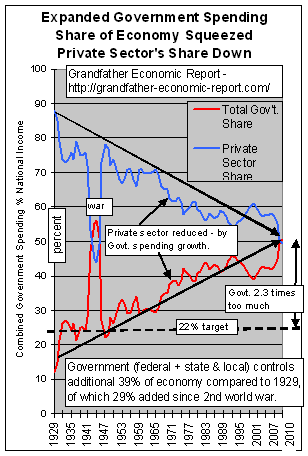 Expanded Government Spending
Share of Economy Squeezed
Private Sector's Share Down
Grandfather Economic Report -
http://grandfather-economic-report.com/
Total Gov't.
Share
Private
Sector
Share
war
Private sector reduced - by
Govt. spending growth.
Govt. 2.3 times
too much
22% target
Government (federal + state & local) controls
additional 39% of economy compared to 1929,
of which 29% added since 2nd world war.
Combined Government Spending % National Income
percent
100
90
80
70
60
50
40
30
20
10
0
1929
1935
1941
1947
1953
1959
1965
1971
1977
1983
1989
1995
2001
2007
2010